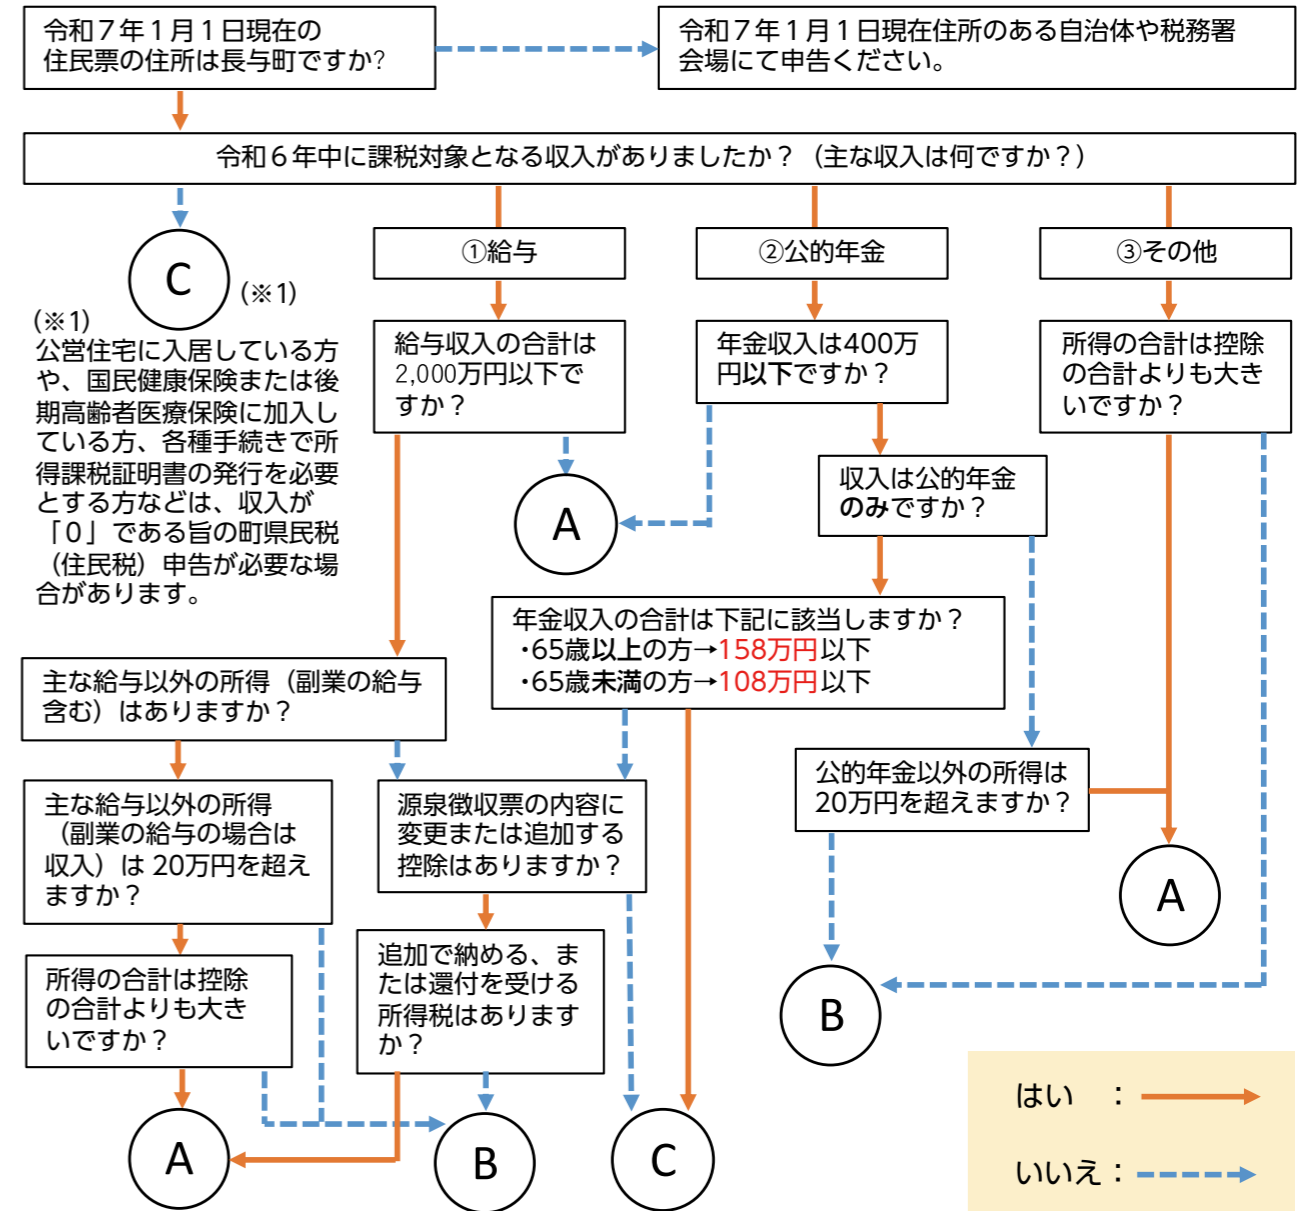 令和７年１月１日現在の
住民票の住所は長与町ですか?
令和７年１月１日現在住所のある自治体や税務署
会場にて申告ください。
令和６年中に課税対象となる収入がありましたか？（主な収入は何ですか？）
C
(※1)
①給与
②公的年金
③その他
(※1)
公営住宅に入居している方
や、国民健康保険または後
期高齢者医療保険に加入し
ている方、各種手続きで所
得課税証明書の発行を必要
とする方などは、収入が
「０」である旨の町県民税
（住民税）申告が必要な場
合があります。
給与収入の合計は
2,000万円以下で
すか？
年金収入は400万
円以下ですか？
所得の合計は控除
の合計よりも大き
いですか？
A
収入は公的年金
のみですか？
年金収入の合計は下記に該当しますか？
・65歳以上の方→158万円以下
・65歳未満の方→108万円以下
主な給与以外の所得（副業の給与
含む）はありますか？
公的年金以外の所得は
20万円を超えますか？
主な給与以外の所得
（副業の給与の場合は
収入）は 20万円を超え
ますか？
源泉徴収票の内容に
変更または追加する
控除はありますか？
A
所得の合計は控除
の合計よりも大き
いですか？
追加で納める、ま
たは還付を受ける
所得税はあります
か？
B
A
B
C
はい　：
いいえ：